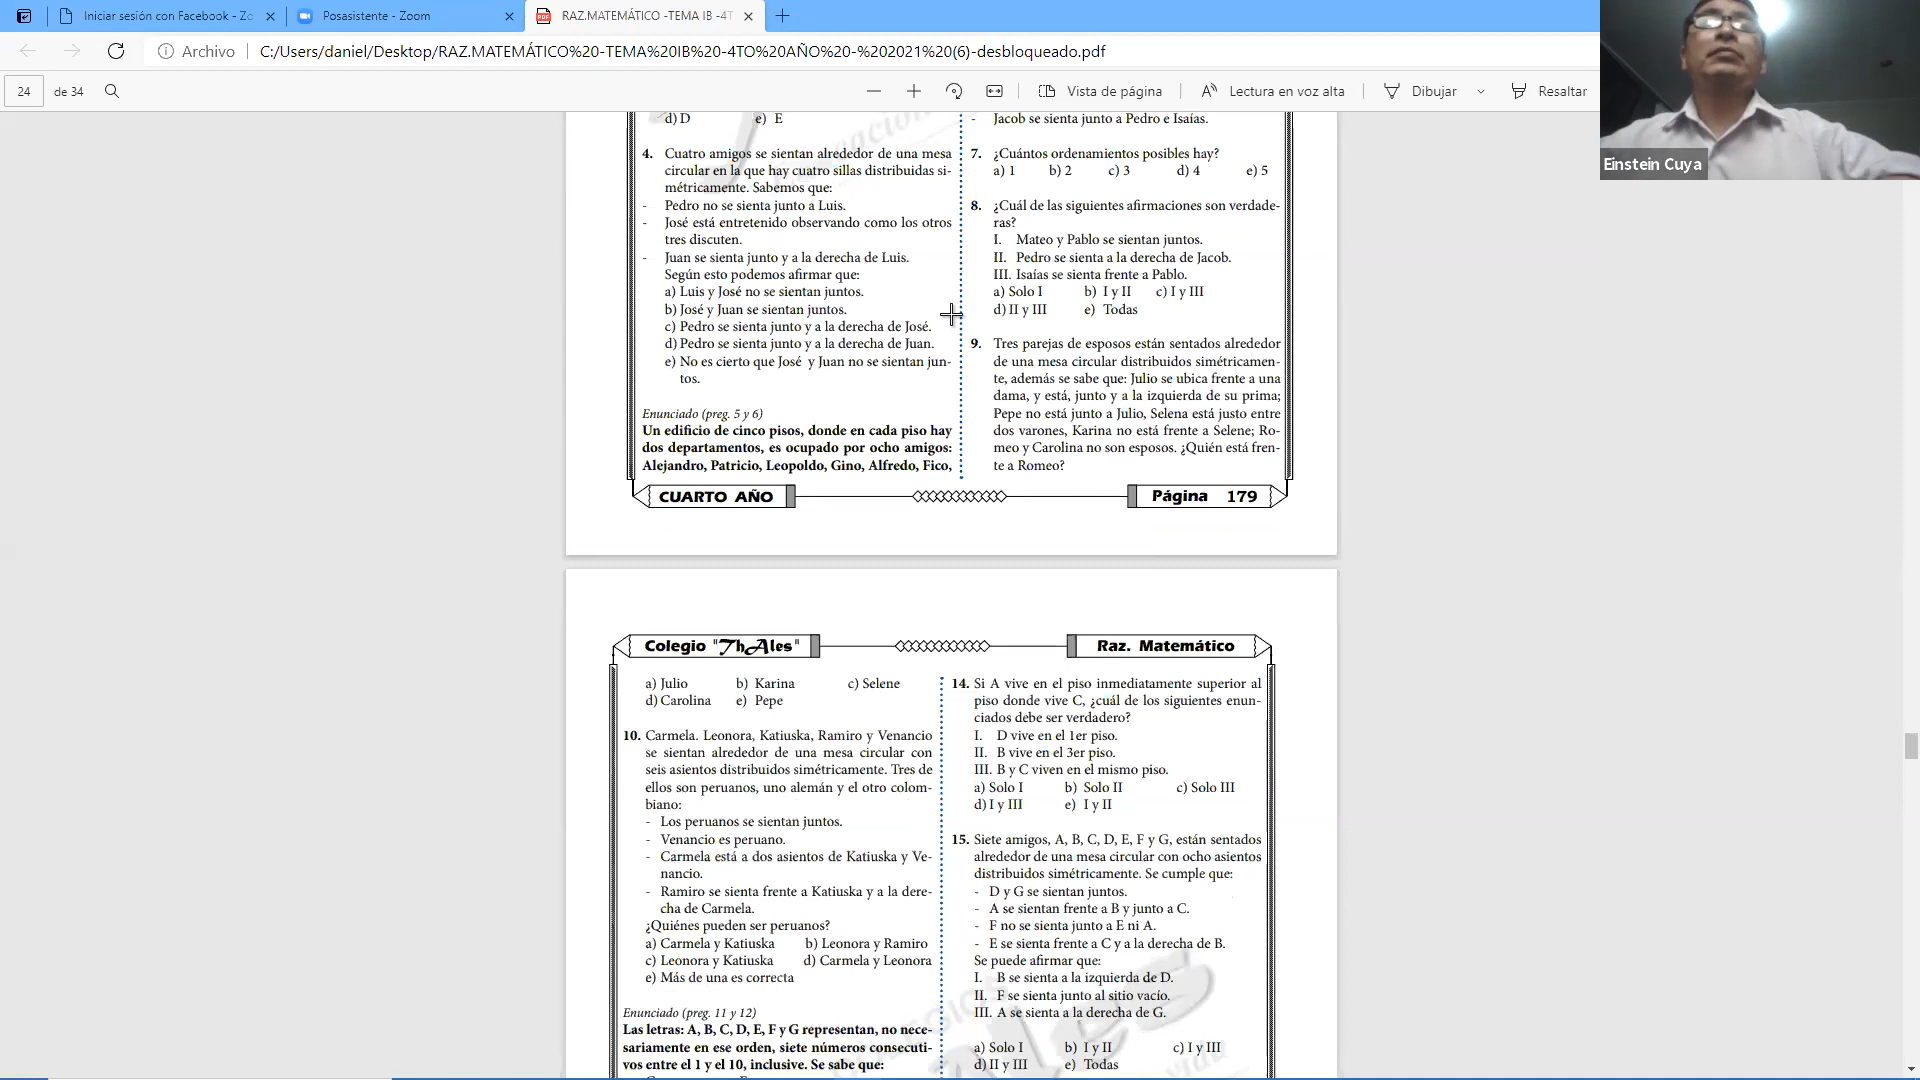 Iniciar sesión con Facebook - Zo
Posasistente - Zoom
RAZ.MATEMÁTICO -TEMA IB -4T
Archivo
C:/Users/daniel/Desktop/RAZ.MATEMÁTICO%20-TEMA%20IB%20-4TO%20AÑO%20-%202021%20(6)-desbloqueado.pdf
24
de 34
Vista de página
Lectura en voz alta
Dibujar
Resaltar
Einstein Cuya
d) D e) E
4. Cuatro amigos se sientan alrededor de una mesa
circular en la que hay cuatro sillas distribuidas si-
métricamente. Sabemos que:
- Pedro no se sienta junto a Luis.
- José está entretenido observando como los otros
tres discuten.
- Juan se sienta junto y a la derecha de Luis.
Según esto podemos afirmar que:
a) Luis y José no se sientan juntos.
b) José y Juan se sientan juntos.
c) Pedro se sienta junto y a la derecha de José.
d) Pedro se sienta junto y a la derecha de Juan.
e) No es cierto que José y Juan no se sientan jun-
tos.
Enunciado (preg. 5 y 6)
Un edificio de cinco pisos, donde en cada piso hay
dos departamentos, es ocupado por ocho amigos:
Alejandro, Patricio, Leopoldo, Gino, Alfredo, Fico,
- Jacob se sienta junto a Pedro e Isaías.
7. ¿Cuántos ordenamientos posibles hay?
a) 1 b) 2 c) 3 d) 4 e) 5
8. ¿Cuál de las siguientes afirmaciones son verdade-
ras?
I. Mateo y Pablo se sientan juntos.
II. Pedro se sienta a la derecha de Jacob.
III. Isaías se sienta frente a Pablo.
a) Solo I b) I y II c) I y III
d) II y III e) Todas
9. Tres parejas de esposos están sentados alrededor
de una mesa circular distribuidos simétricamen-
te, además se sabe que: Julio se ubica frente a una
dama, y está, junto y a la izquierda de su prima;
Pepe no está junto a Julio, Selena está justo entre
dos varones, Karina no está frente a Selene; Ro-
meo y Carolina no son esposos. ¿Quién está fren-
te a Romeo?
CUARTO AÑO
Página 179
Colegio "ThAles"
Raz. Matemático
a) Julio b) Karina c) Selene
d) Carolina e) Pepe
10. Carmela. Leonora, Katiuska, Ramiro y Venancio
se sientan alrededor de una mesa circular con
seis asientos distribuidos simétricamente. Tres de
ellos son peruanos, uno alemán y el otro colom-
biano:
- Los peruanos se sientan juntos.
- Venancio es peruano.
- Carmela está a dos asientos de Katiuska y Ve-
nancio.
- Ramiro se sienta frente a Katiuska y a la dere-
cha de Carmela.
¿Quiénes pueden ser peruanos?
a) Carmela y Katiuska b) Leonora y Ramiro
c) Leonora y Katiuska d) Carmela y Leonora
e) Más de una es correcta
Enunciado (preg. 11 y 12)
Las letras: A, B, C, D, E, F y G representan, no nece-
sariamente en ese orden, siete números consecuti-
vos entre el 1 y el 10, inclusive. Se sabe que:
14. Si A vive en el piso inmediatamente superior al
piso donde vive C, ¿cuál de los siguientes enun-
ciados debe ser verdadero?
I. D vive en el 1er piso.
II. B vive en el 3er piso.
III. B y C viven en el mismo piso.
a) Solo I b) Solo II c) Solo III
d) I y III e) I y II
15. Siete amigos, A, B, C, D, E, F y G, están sentados
alrededor de una mesa circular con ocho asientos
distribuidos simétricamente. Se cumple que:
- D y G se sientan juntos.
- A se sientan frente a B y junto a C.
- F no se sienta junto a E ni A.
- E se sienta frente a C y a la derecha de B.
Se puede afirmar que:
I. B se sienta a la izquierda de D.
II. F se sienta junto al sitio vacío.
III. A se sienta a la derecha de G.
a) Solo I b) I y II c) I y III
d) II y III e) Todas